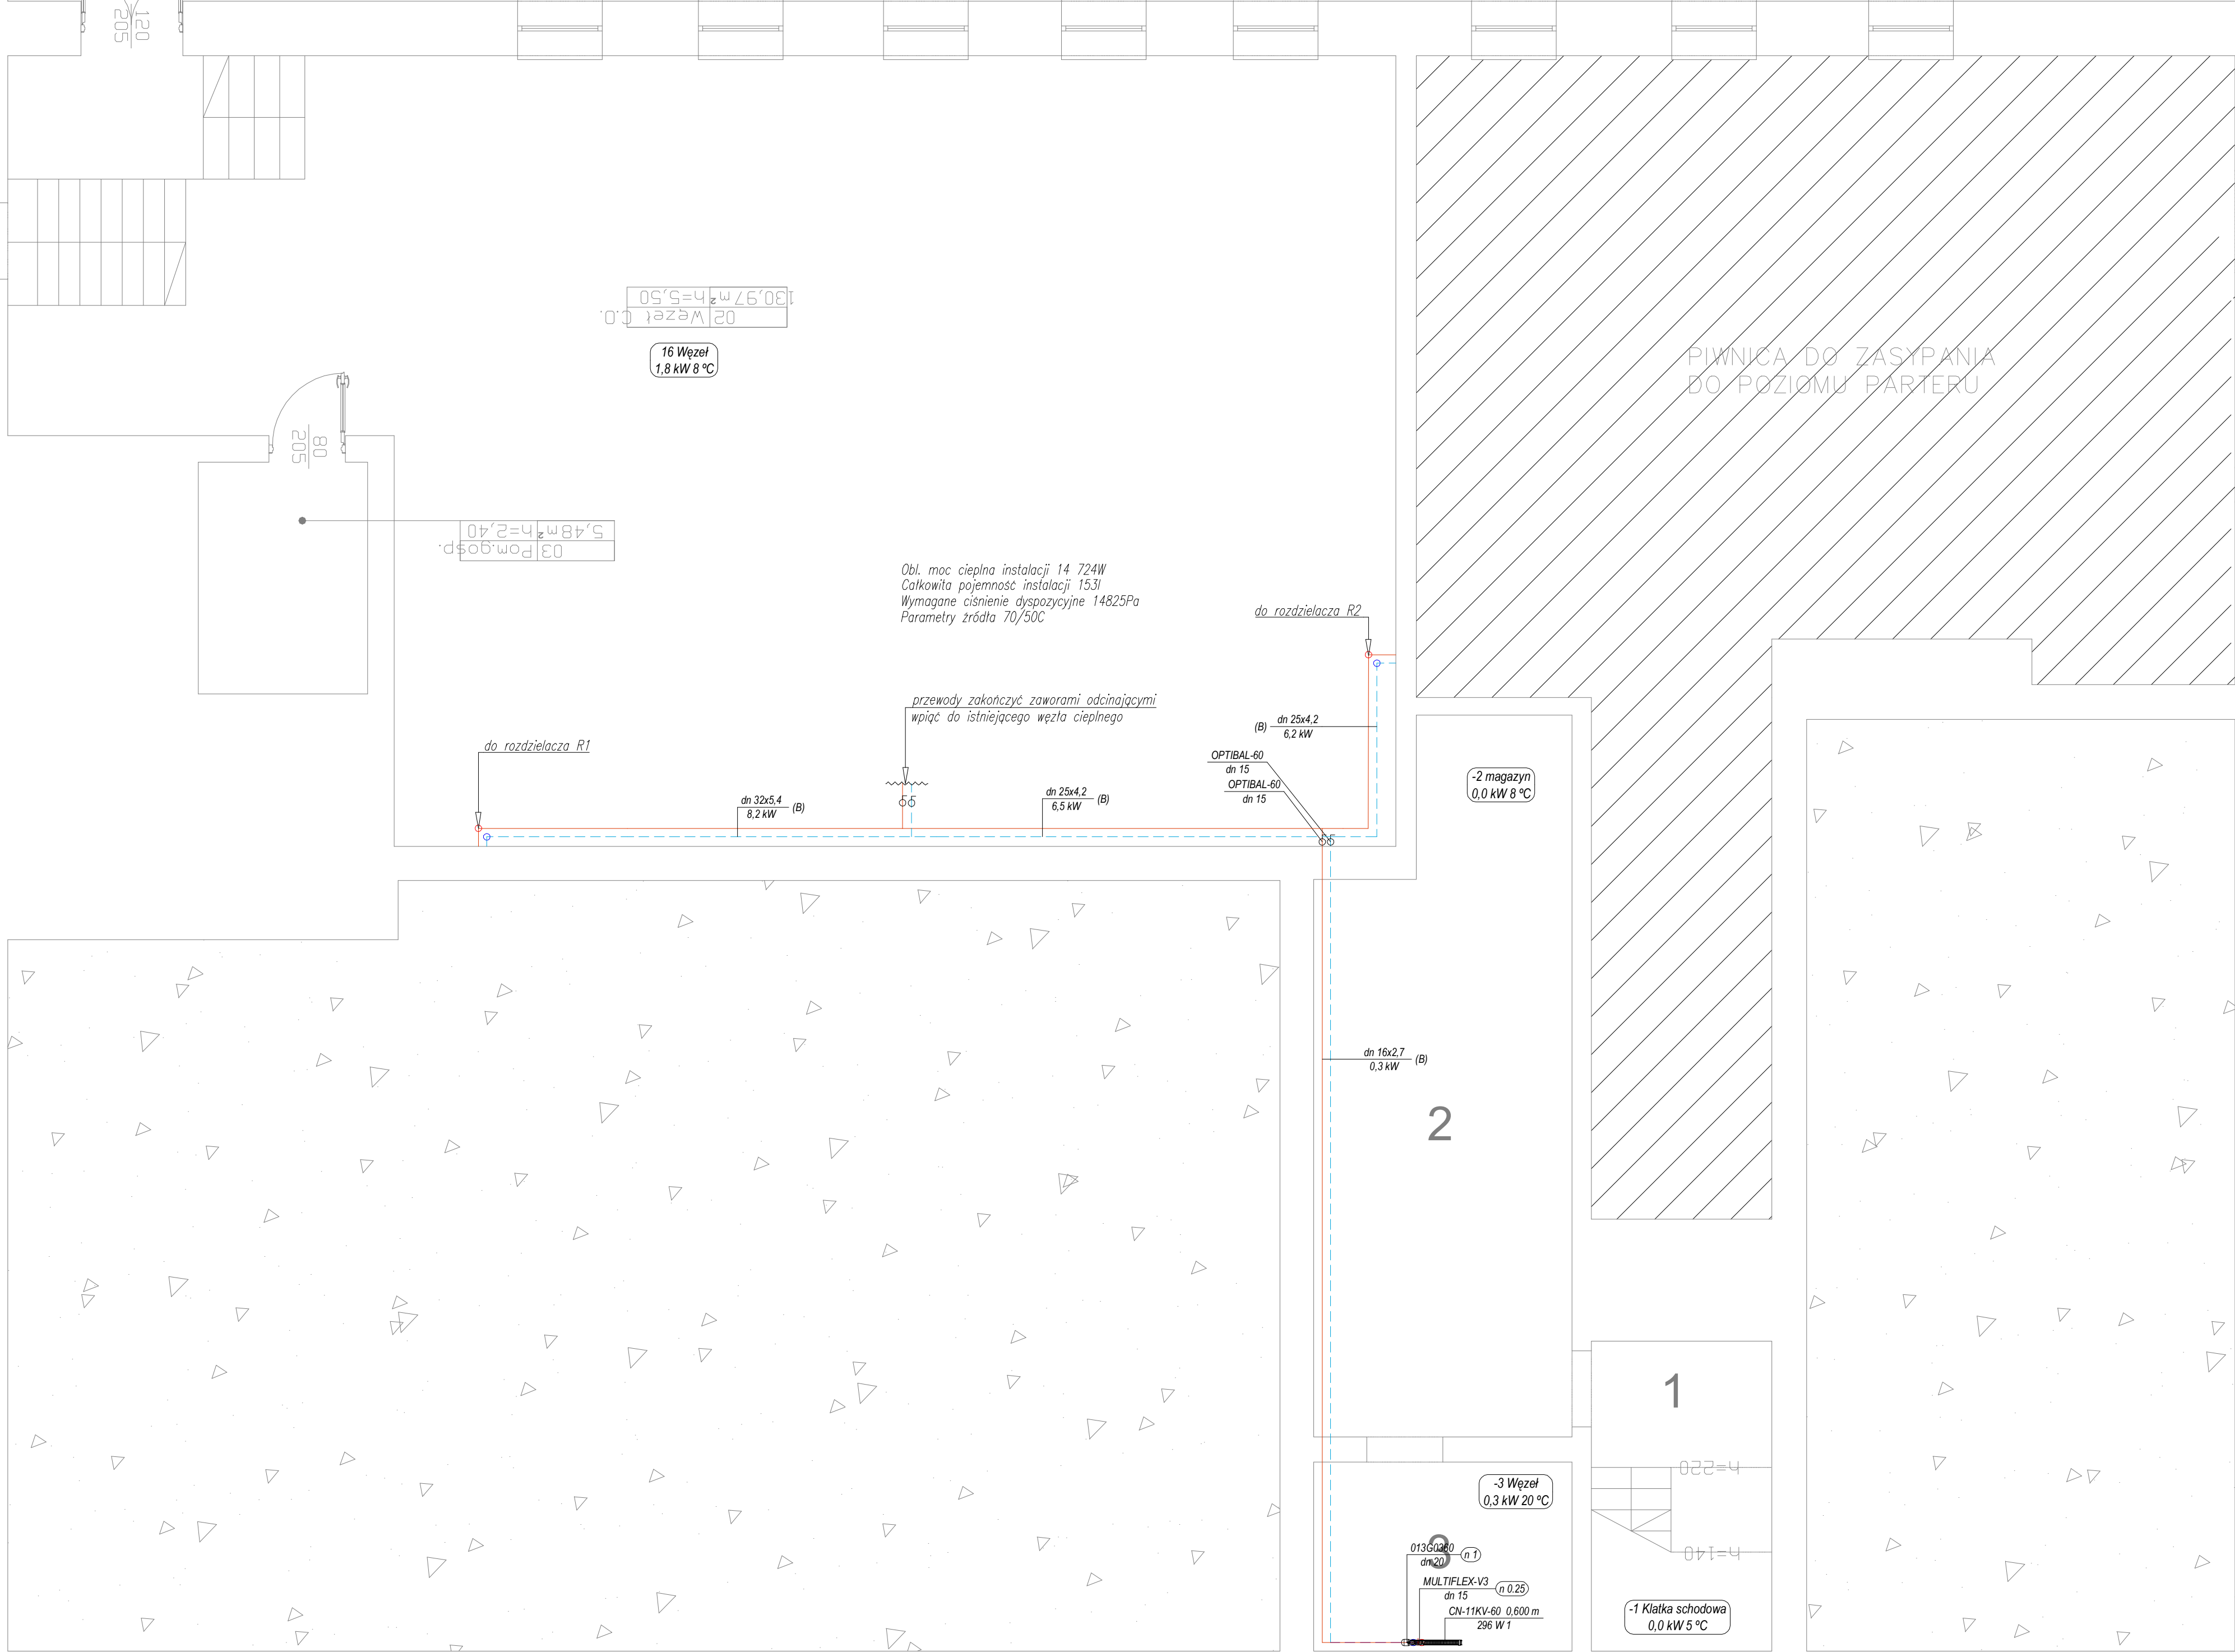 120
205
130,97m² h=5,50
02 Węzeł C.O.
16 Węzeł
1,8 kW 8 ºC
PIWNICA DO ZASYPANIA
DO POZIOMU PARTERU
80
205
5,48m² h=2,40
03 Pom.gosp.
Obl. moc cieplna instalacji 14 724W
Całkowita pojemność instalacji 153l
Wymagane ciśnienie dyspozycyjne 14825Pa
Parametry źródła 70/50C
do rozdzielacza R2
przewody zakończyć zaworami odcinającymi
wpiąć do istniejącego węzła cieplnego
do rozdzielacza R1
(B) dn 25x4,2
6,2 kW
OPTIBAL-60
dn 15
OPTIBAL-60
dn 15
-2 magazyn
0,0 kW 8 ºC
dn 32x5,4 (B)
8,2 kW
dn 25x4,2 (B)
6,5 kW
dn 16x2,7 (B)
0,3 kW
2
1
h=220
-3 Węzeł
0,3 kW 20 ºC
3
h=140
013G0360 n 1
dn 20
MULTIFLEX-V3 n 0.25
dn 15
CN-11KV-60 0,600 m
296 W 1
-1 Klatka schodowa
0,0 kW 5 ºC